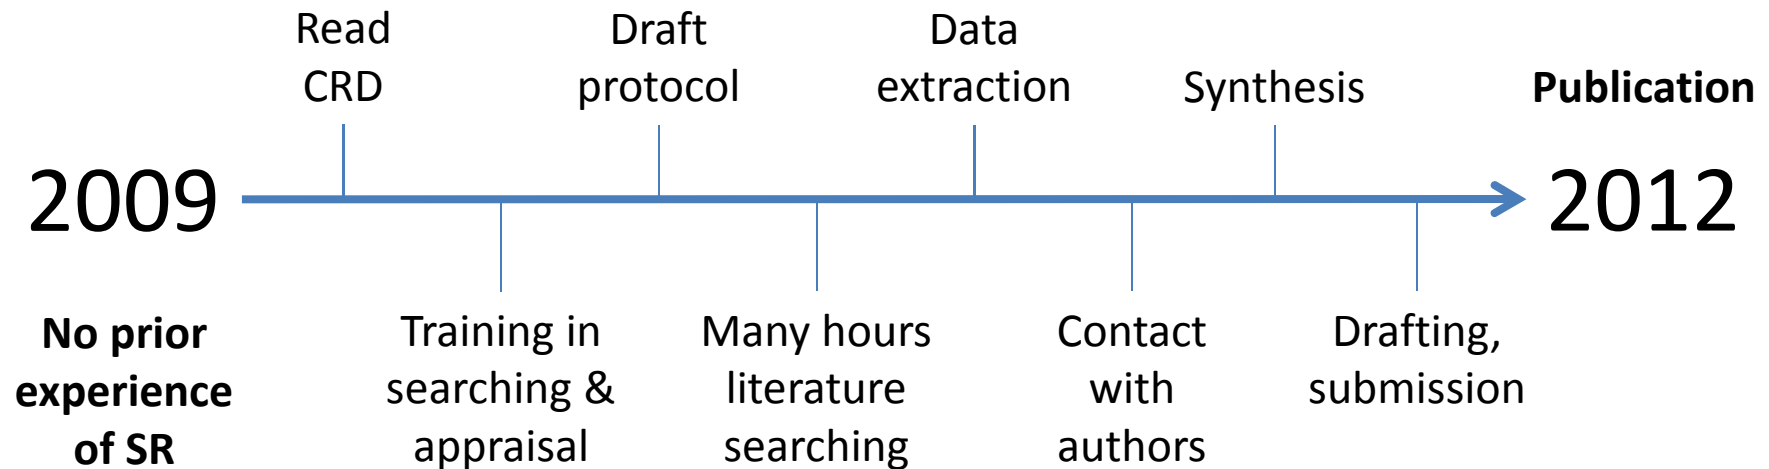 Read
CRD
Draft
protocol
Data
extraction
Synthesis
Publication
2009
2012
No prior
experience
of SR
Training in
searching &
appraisal
Many hours
literature
searching
Contact
with
authors
Drafting,
submission